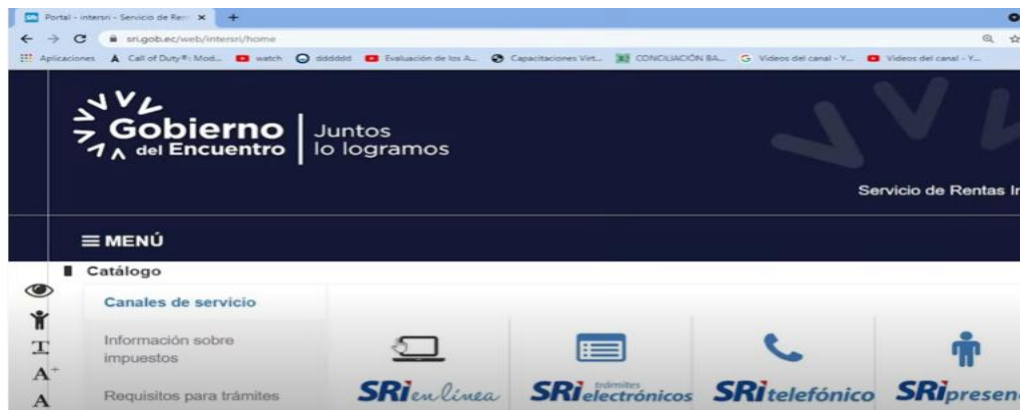 SRI Portal - intersri - Servicio de Ren
sri.gob.ec/web/intersri/home
Aplicaciones Call of Duty®: Mod... watch dddddd Evaluación de los A... Capacitaciones Virt... CONCILIACIÓN BA... Videos del canal - Y... Videos del canal - Y...
Gobierno
del Encuentro
Juntos
lo logramos
Servicio de Rentas In
MENÚ
Catálogo
Canales de servicio
Información sobre
impuestos
Requisitos para trámites
T
A+
A
SRi en línea
SRi trámites electrónicos
SRi telefónico
SRi presen